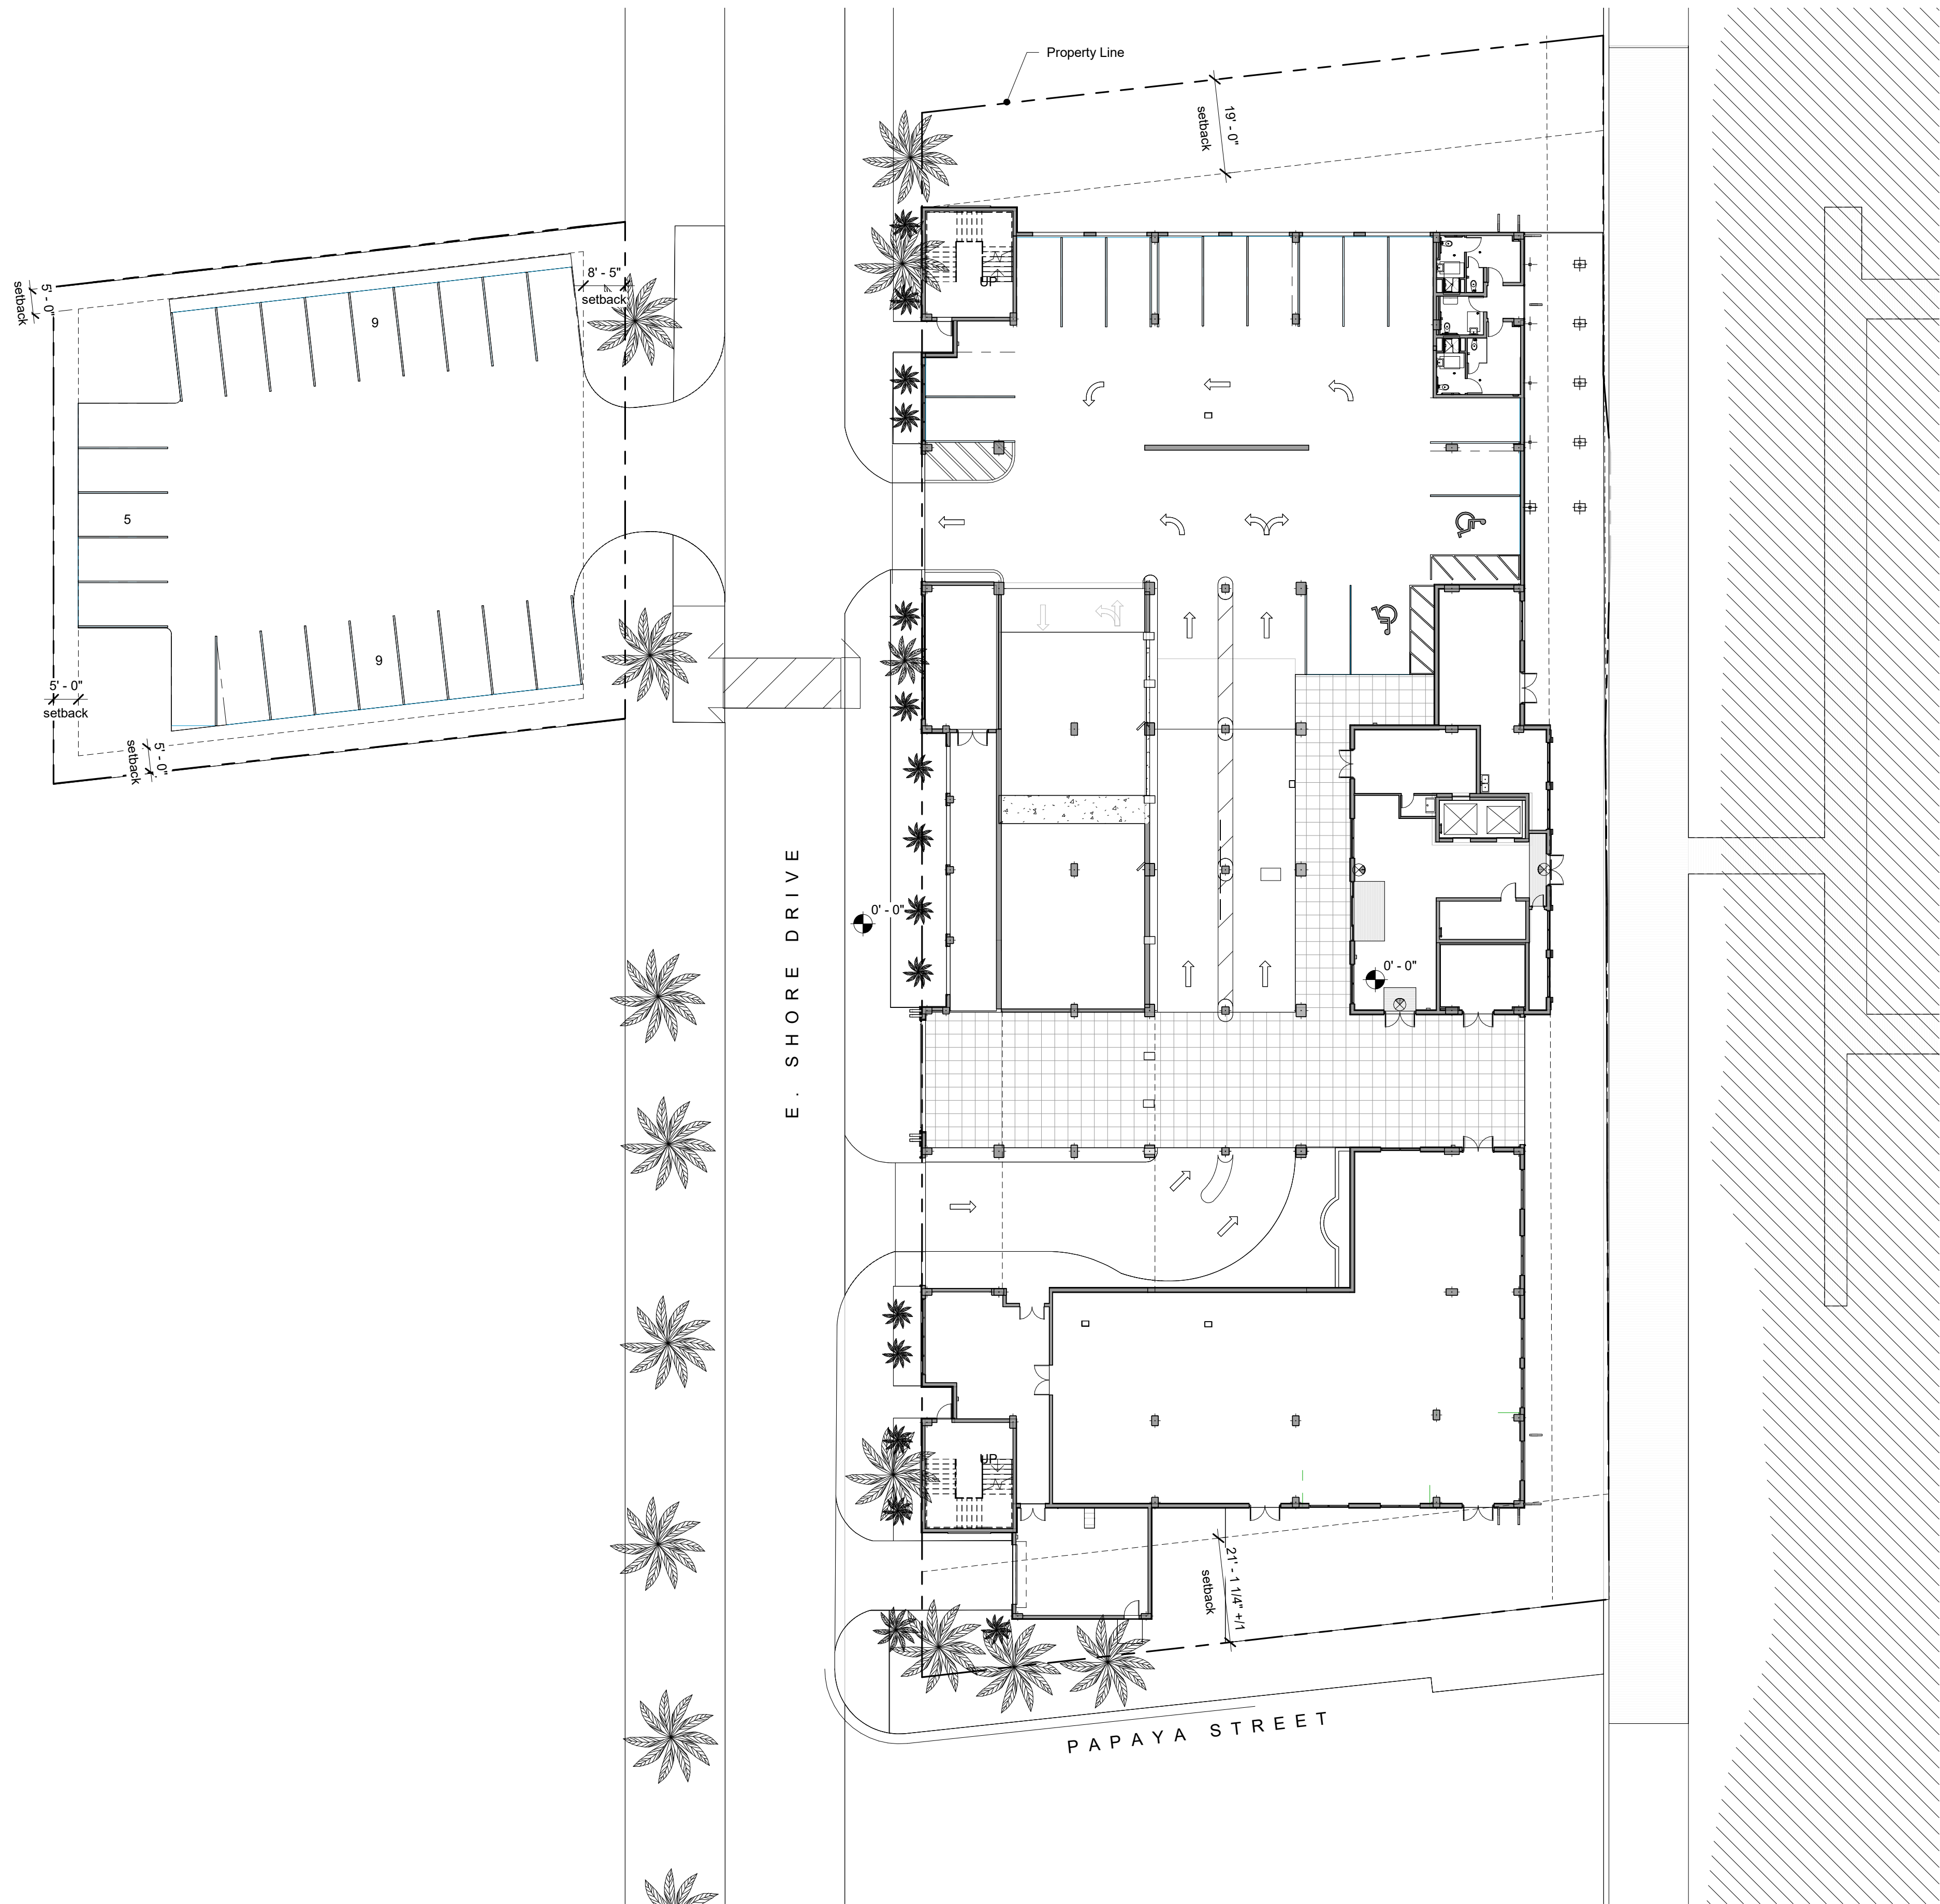 Property Line
19' - 0"
setback
8' - 5"
setback
5' - 0"
setback
9
UP
5
9
5' - 0"
setback
5' - 0"
setback
E. SHORE DRIVE
0' - 0"
0' - 0"
UP
21' - 1 1/4" +/1
setback
PAPAYA STREET